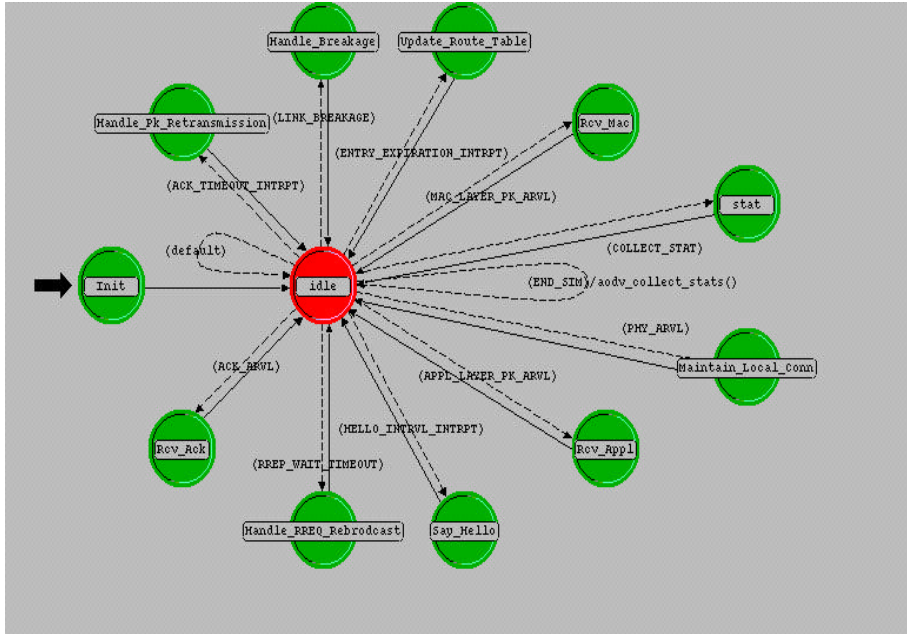 Handle_Breakage
Update_Route_Table
Handle_Pk_Retransmission
(LINK_BREAKAGE)
Rcv_Mac
(ENTRY_EXPIRATION_INTRPT)
(ACK_TIMEOUT_INTRPT)
(MAC_LAYER_PK_ARVL)
stat
(default)
(COLLECT_STAT)
Init
idle
(END_SIM)/aodv_collect_stats()
(PHY_ARVL)
(ACK_ARVL)
(APPL_LAYER_PK_ARVL)
Maintain_Local_Conn
(HELLO_INTRVL_INTRPT)
Rcv_Ack
Rcv_Appl
(RREP_WAIT_TIMEOUT)
Handle_RREQ_Rebrodcast
Say_Hello